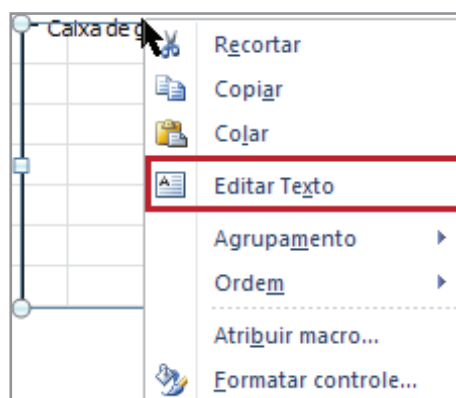 Caixa de g
Recortar
Copiar
Colar
Editar Texto
Agrupamento
Ordem
Atribuir macro...
Formatar controle...